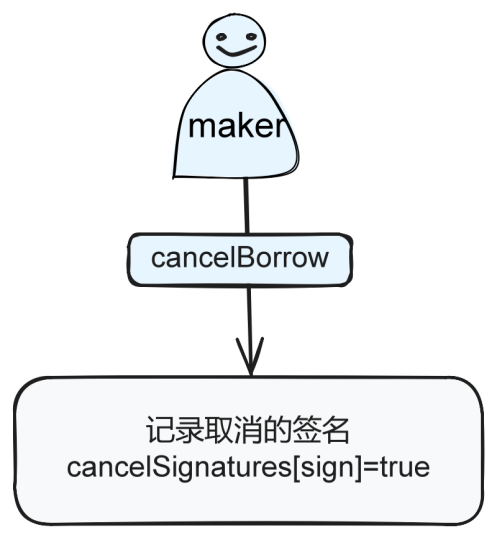 maker
cancelBorrow
记录取消的签名
cancelSignatures[sign]=true